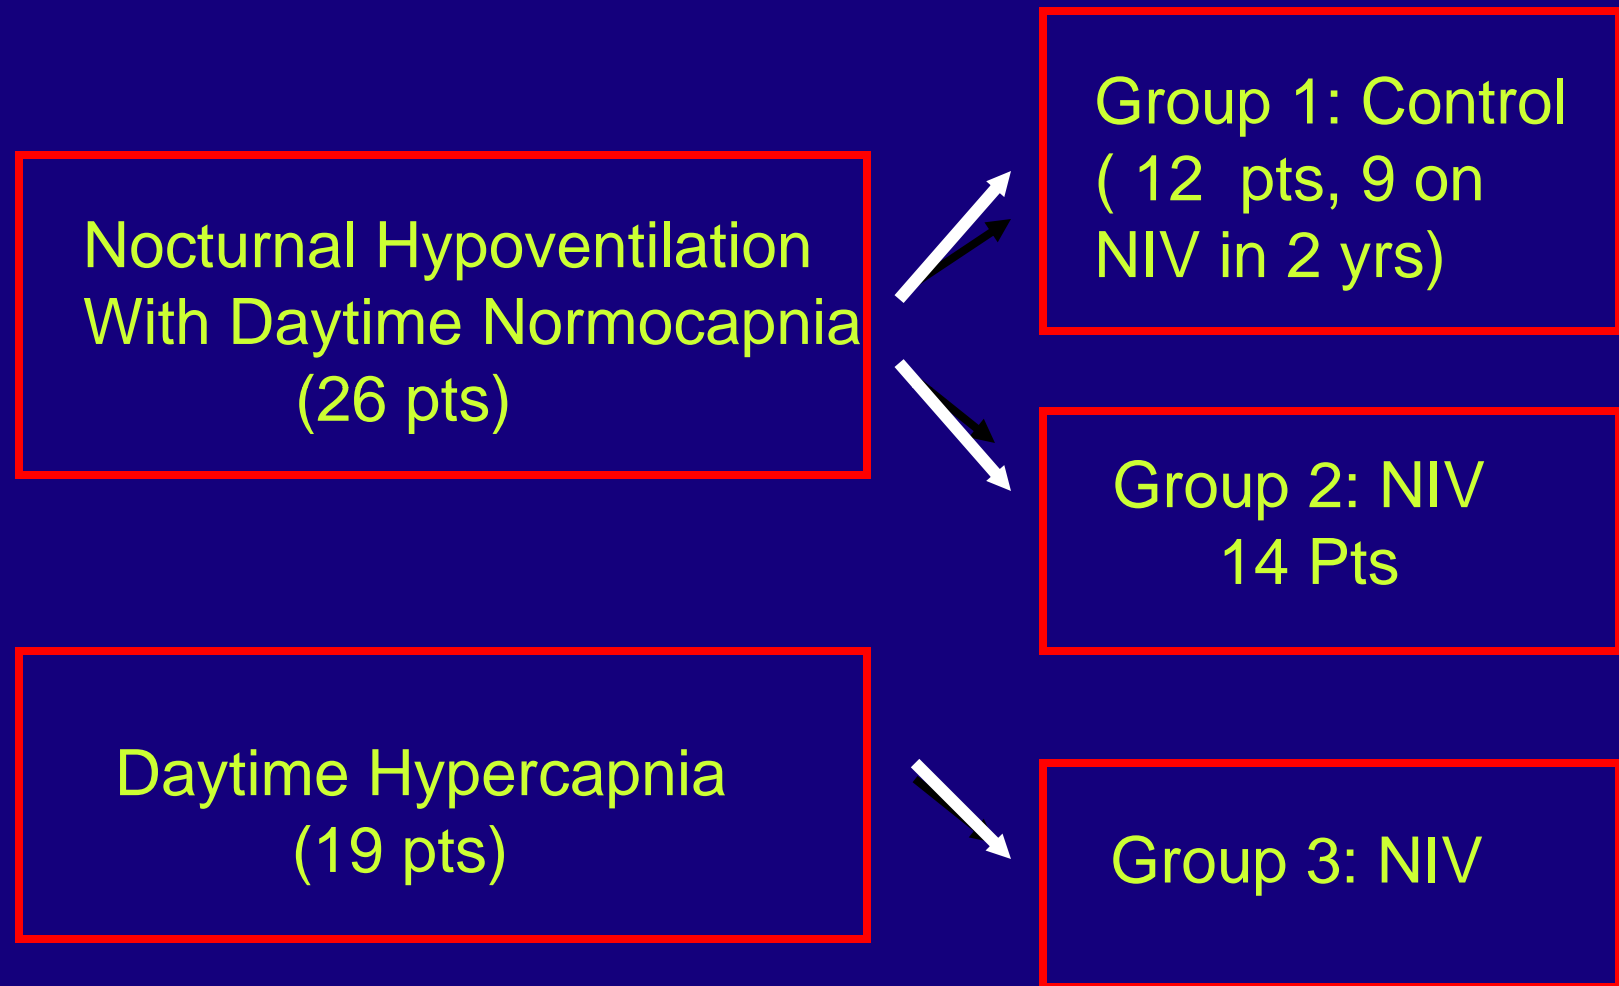 Nocturnal Hypoventilation
With Daytime Normocapnia
(26 pts)
Group 1: Control
( 12 pts, 9 on
NIV in 2 yrs)
Group 2: NIV
14 Pts
Daytime Hypercapnia
(19 pts)
Group 3: NIV